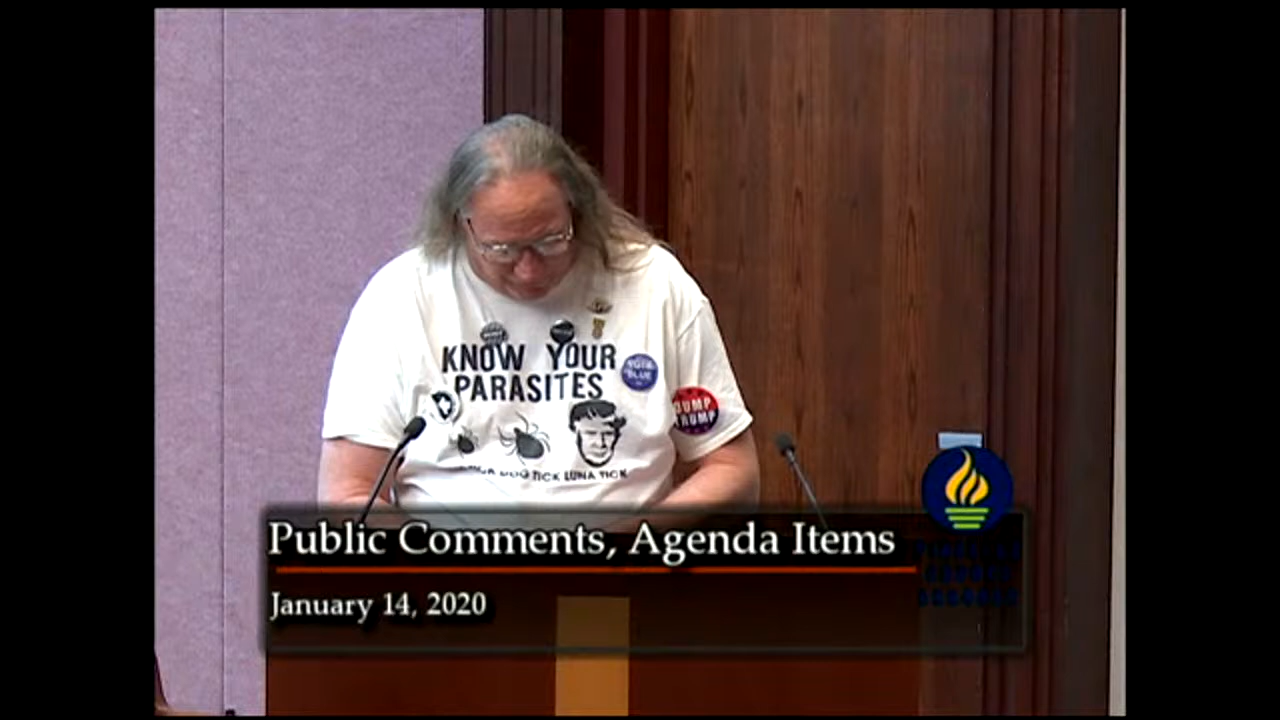 KNOW YOUR
PARASITES
VOTE
BLUE
DUMP
TRUMP
DOG TICK LUNA TICK
Public Comments, Agenda Items
January 14, 2020